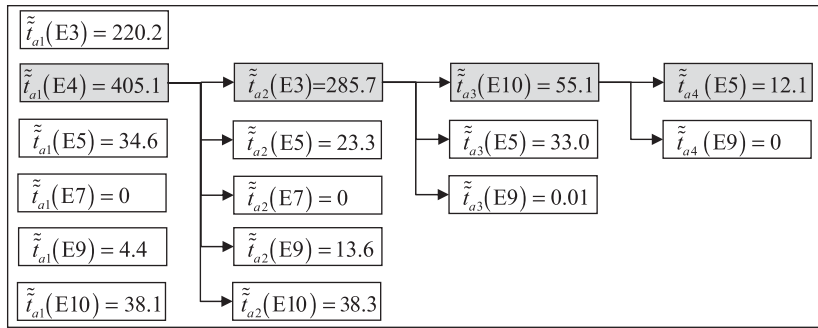 t̃̃a1(E3) = 220.2
t̃̃a1(E4) = 405.1
t̃̃a2(E3)=285.7
t̃̃a3(E10) = 55.1
t̃̃a4 (E5) = 12.1
t̃̃a1(E5) = 34.6
t̃̃a2(E5) = 23.3
t̃̃a3(E5) = 33.0
t̃̃a4(E9) = 0
t̃̃a1(E7) = 0
t̃̃a2(E7) = 0
t̃̃a3(E9) = 0.01
t̃̃a1(E9) = 4.4
t̃̃a2(E9) = 13.6
t̃̃a1(E10) = 38.1
t̃̃a2(E10) = 38.3